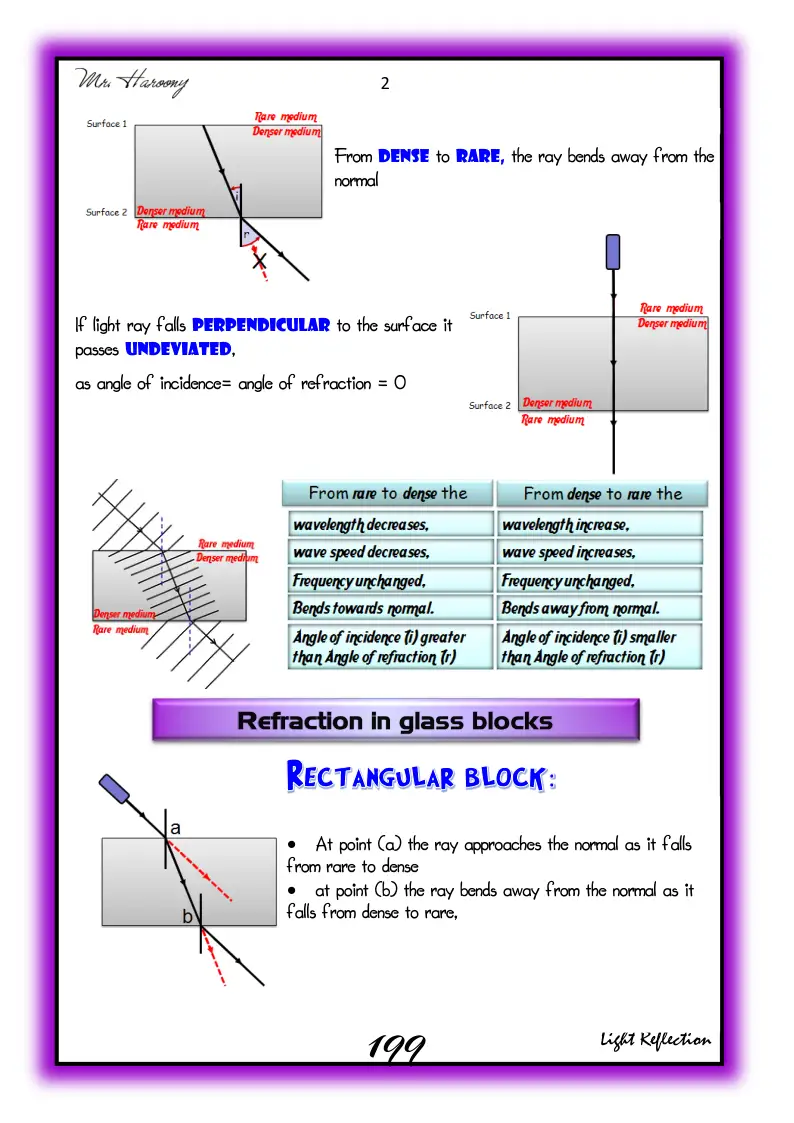 Mr. Haroony
2
Surface 1
Rare medium
Denser medium
Surface 2
Denser medium
Rare medium
i
r
X
From DENSE to RARE, the ray bends away from the
normal
If light ray falls PERPENDICULAR to the surface it
passes UNDEVIATED,
as angle of incidence= angle of refraction = 0
Surface 1
Rare medium
Denser medium
Surface 2
Denser medium
Rare medium
Rare medium
Denser medium
Denser medium
Rare medium
From rare to dense the
From dense to rare the
wavelength decreases,
wavelength increase,
wave speed decreases,
wave speed increases,
Frequency unchanged,
Frequency unchanged,
Bends towards normal.
Bends away from normal.
Angle of incidence (i) greater
than Angle of refraction (r)
Angle of incidence (i) smaller
than Angle of refraction (r)
Refraction in glass blocks
RECTANGULAR BLOCK:
a
b
• At point (a) the ray approaches the normal as it falls
from rare to dense
• at point (b) the ray bends away from the normal as it
falls from dense to rare,
199
Light Reflection